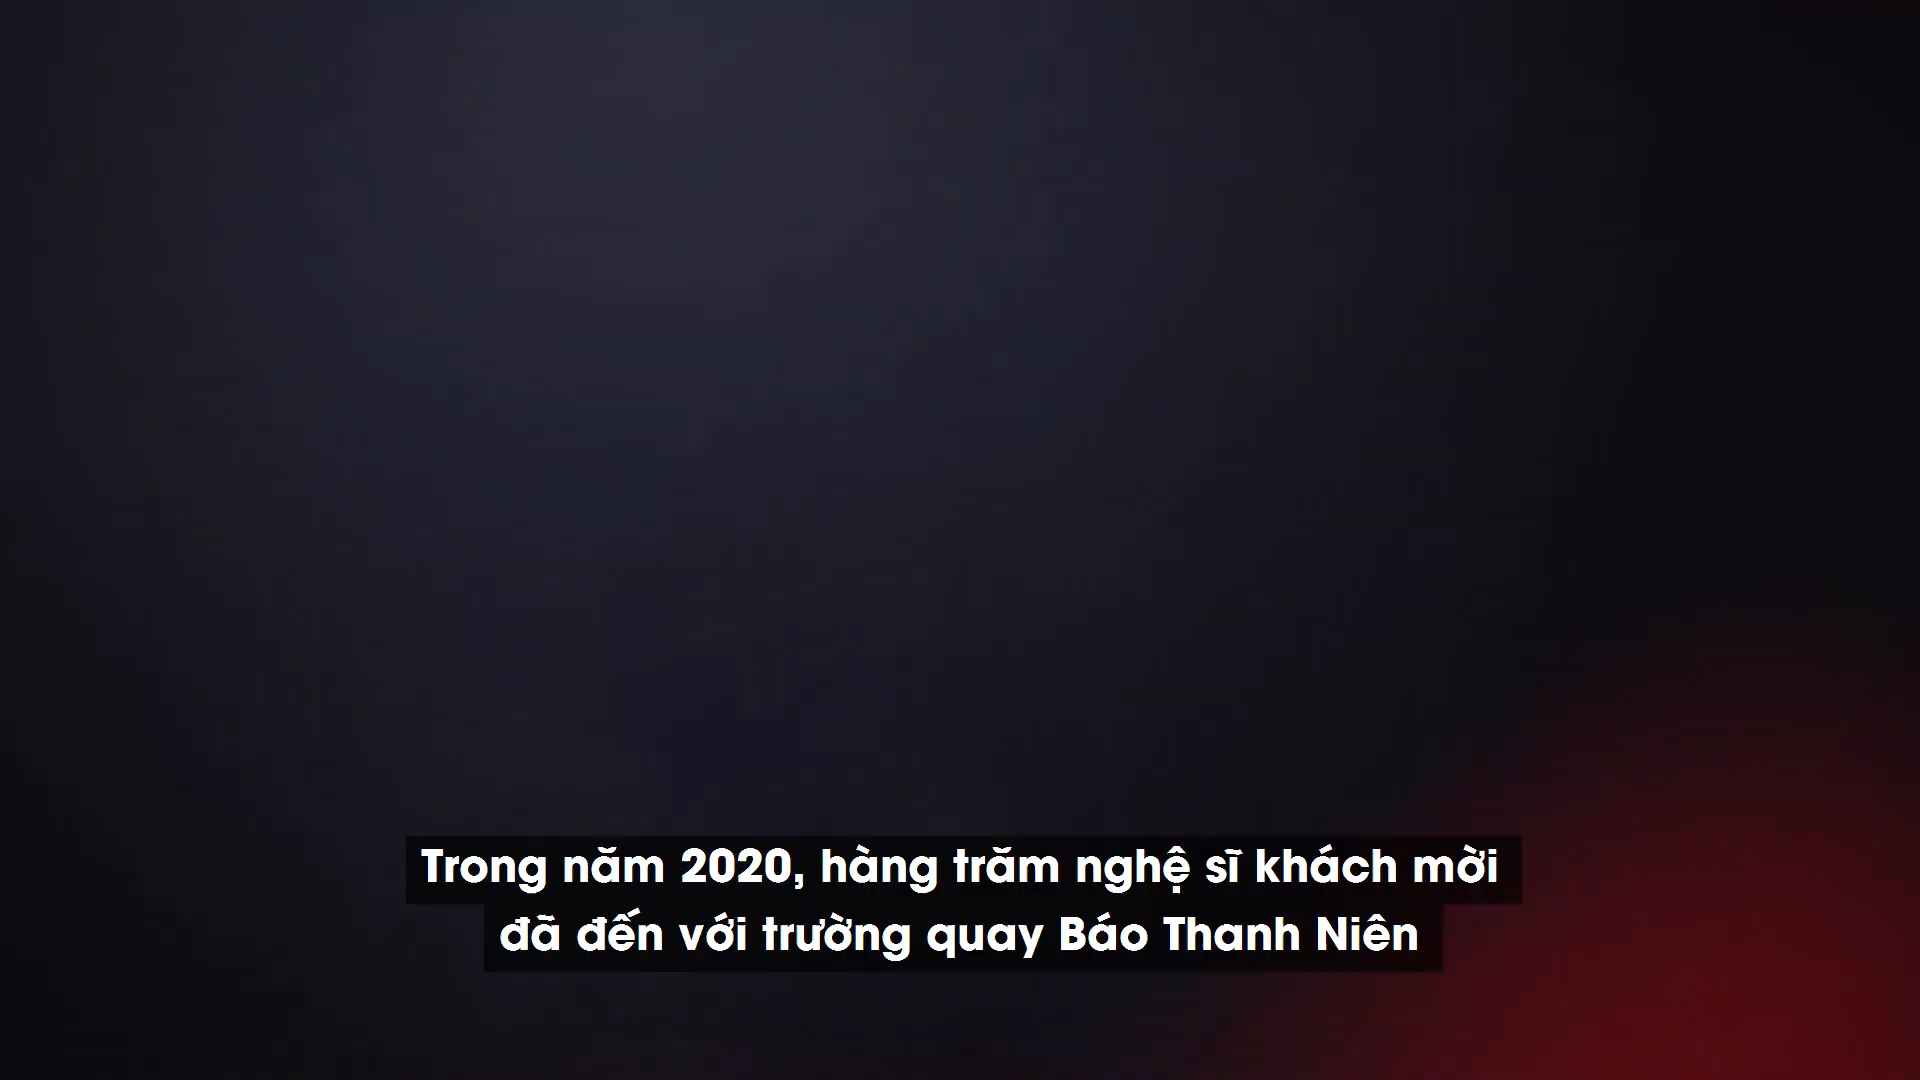 Trong năm 2020, hàng trăm nghệ sĩ khách mời
đã đến với trường quay Báo Thanh Niên